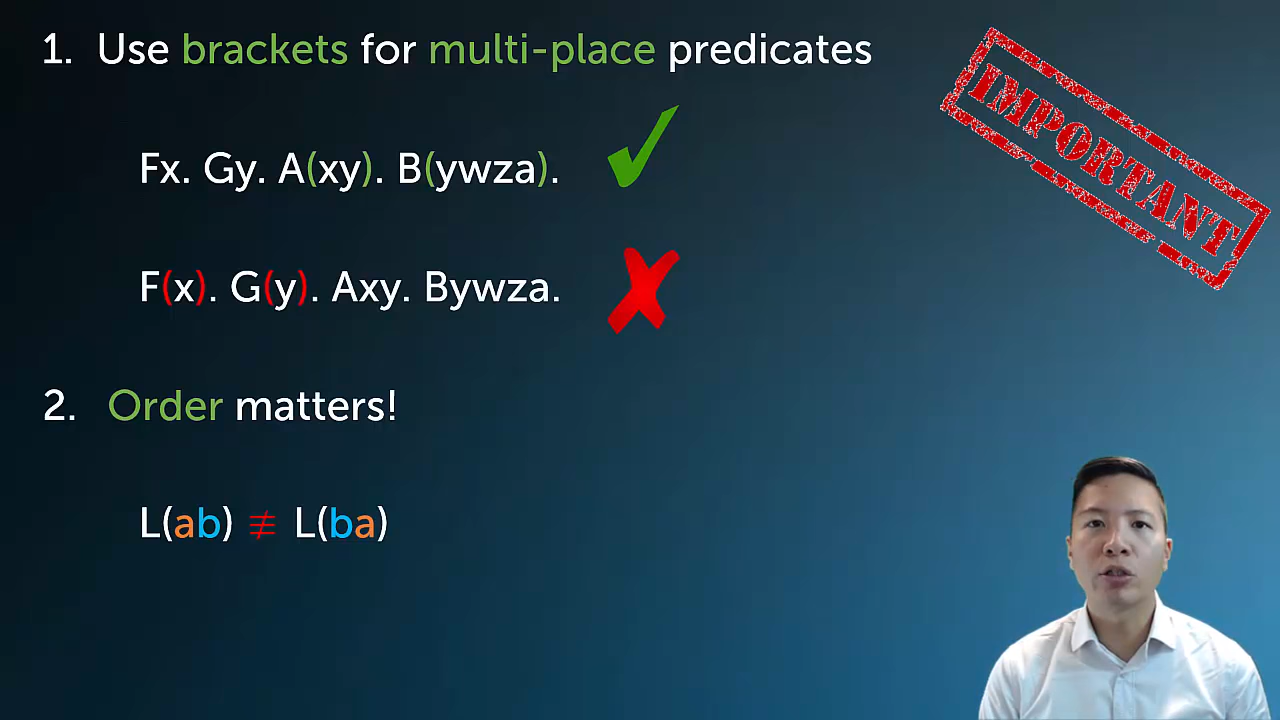 1. Use brackets for multi-place predicates
IMPORTANT
Fx. Gy. A(xy). B(ywza).
F(x). G(y). Axy. Bywza.
2. Order matters!
L(ab) ≢ L(ba)